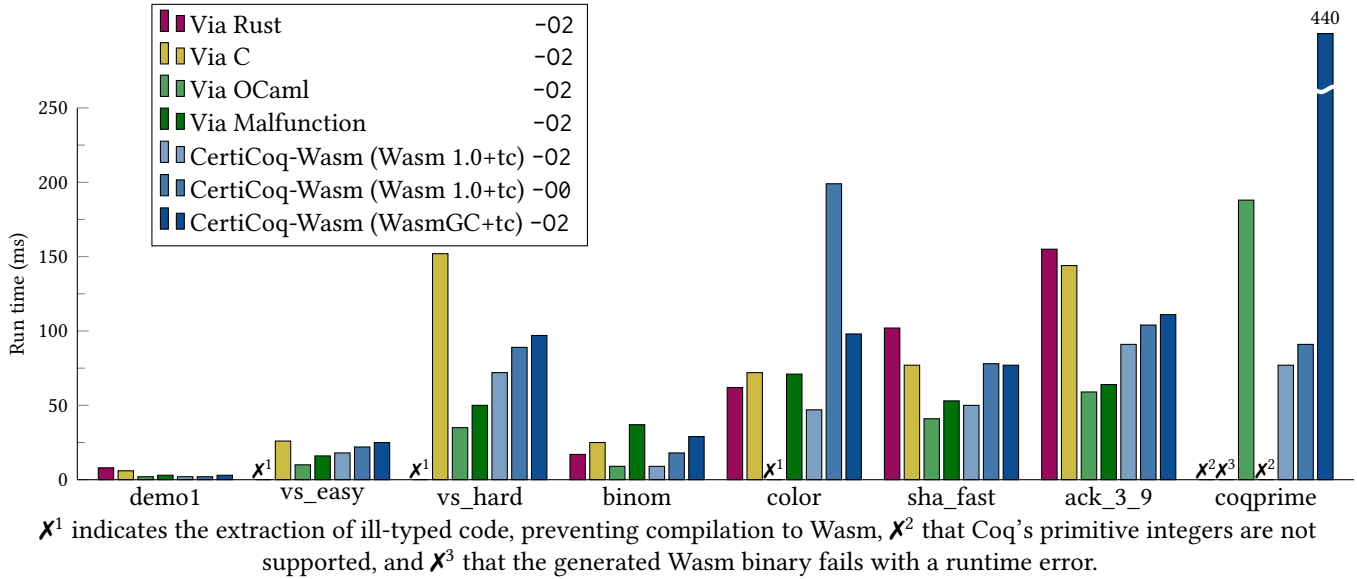 440
Via Rust -O2
Via C -O2
Via OCaml -O2
Via Malfunction -O2
CertiCoq-Wasm (Wasm 1.0+tc) -O2
CertiCoq-Wasm (Wasm 1.0+tc) -O0
CertiCoq-Wasm (WasmGC+tc) -O2
250
200
150
100
50
0
Run time (ms)
✗1 ✗1 ✗1 ✗2 ✗3 ✗2
demo1 vs_easy vs_hard binom color sha_fast ack_3_9 coqprime
✗1 indicates the extraction of ill-typed code, preventing compilation to Wasm, ✗2 that Coq's primitive integers are not
supported, and ✗3 that the generated Wasm binary fails with a runtime error.